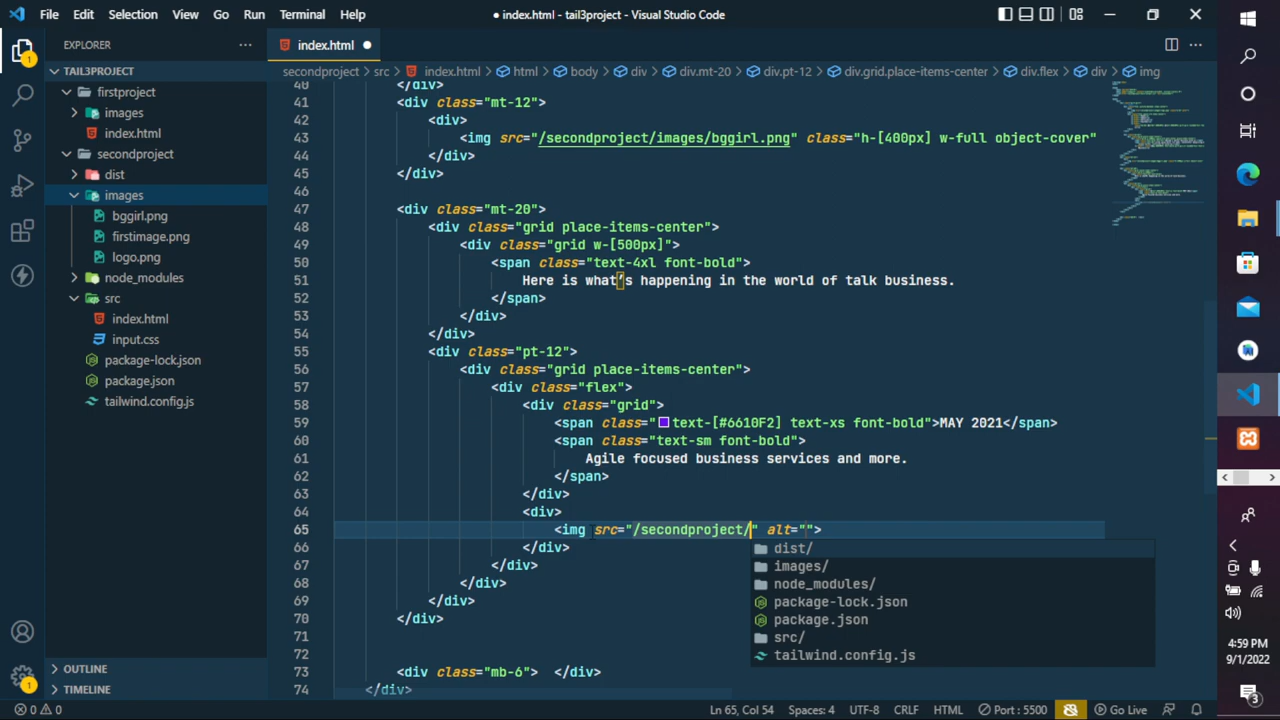 File Edit Selection View Go Run Terminal Help
● index.html - tail3project - Visual Studio Code
EXPLORER
index.html
TAIL3PROJECT
firstproject
images
index.html
secondproject
dist
images
bggirl.png
firstimage.png
logo.png
node_modules
src
index.html
input.css
package-lock.json
package.json
tailwind.config.js
OUTLINE
TIMELINE
1
1
secondproject > src > index.html > html > body > div > div.mt-20 > div.pt-12 > div.grid.place-items-center > div.flex > div > img
40 </div>
41 <div class="mt-12">
42 <div>
43 <img src="/secondproject/images/bggirl.png" class="h-[400px] w-full object-cover"
44 </div>
45 </div>
46
47 <div class="mt-20">
48 <div class="grid place-items-center">
49 <div class="grid w-[500px]">
50 <span class="text-4xl font-bold">
51 Here is what’s happening in the world of talk business.
52 </span>
53 </div>
54 </div>
55 <div class="pt-12">
56 <div class="grid place-items-center">
57 <div class="flex">
58 <div class="grid">
59 <span class="text-[#6610F2] text-xs font-bold">MAY 2021</span>
60 <span class="text-sm font-bold">
61 Agile focused business services and more.
62 </span>
63 </div>
64 <div>
65 <img src="/secondproject/" alt="">
66 </div>
67 </div>
68 </div>
69 </div>
70 </div>
71
72
73 <div class="mb-6"> </div>
74 </div>
dist/
images/
node_modules/
package-lock.json
package.json
src/
tailwind.config.js
0 0
Ln 65, Col 54 Spaces: 4 UTF-8 CRLF HTML Port : 5500 Go Live
4:59 PM
9/1/2022
3